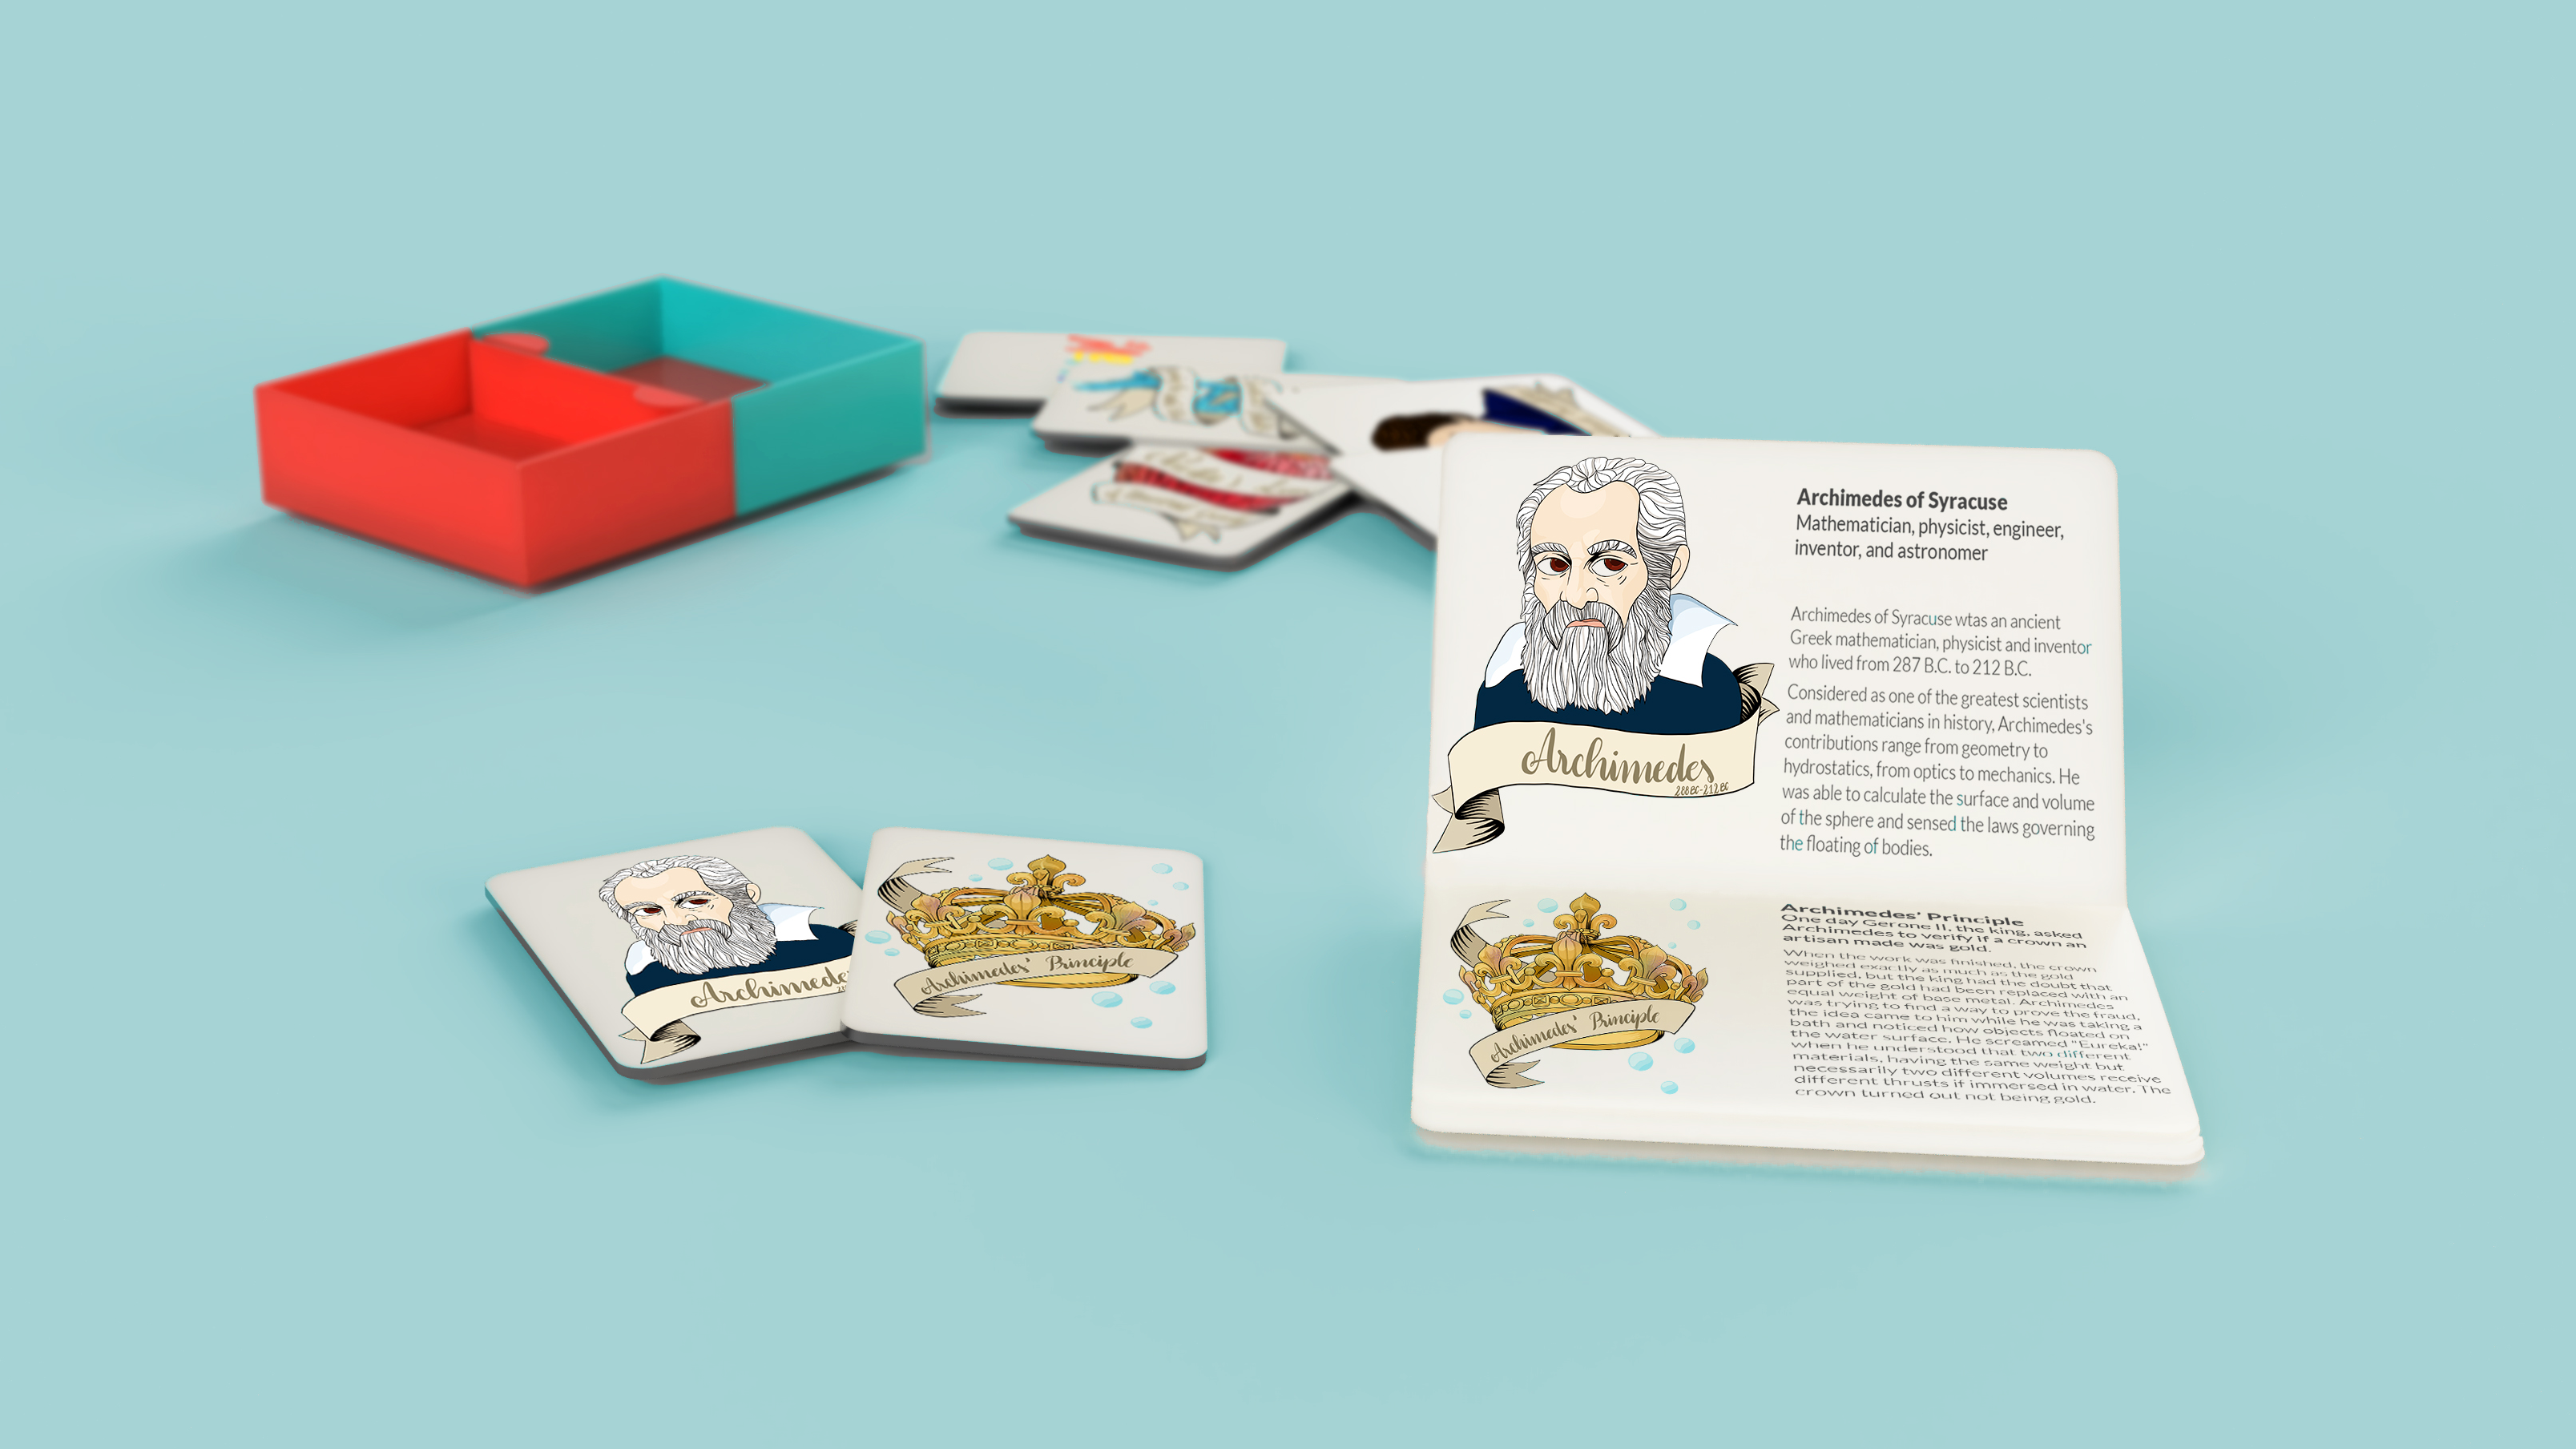 Archimedes of Syracuse
Mathematician, physicist, engineer,
inventor, and astronomer
Archimedes of Syracuse wtas an ancient
Greek mathematician, physicist and inventor
who lived from 287 B.C. to 212 B.C.
Considered as one of the greatest scientists
and mathematicians in history, Archimedes's
contributions range from geometry to
hydrostatics, from optics to mechanics. He
was able to calculate the surface and volume
of the sphere and sensed the laws governing
the floating of bodies.
Archimedes
288 BC-212 BC
Archimedes' Principle
One day Gerone II, the king, asked
Archimedes to verify if a crown an
artisan made was gold.
When the work was finished, the crown
weighed exactly as much as the gold
supplied, but the king had the doubt that
part of the gold had been replaced with an
equal weight of base metal. Archimedes
was trying to find a way to prove the fraud,
the idea came to him while he was taking a
bath and noticed how objects floated on
the water surface. He screamed "Eureka!"
when he understood that two different
materials, having the same weight but
necessarily two different volumes receive
different thrusts if immersed in water. The
crown turned out not being gold.
Archimedes' Principle
Archimedes
Archimedes' Principle